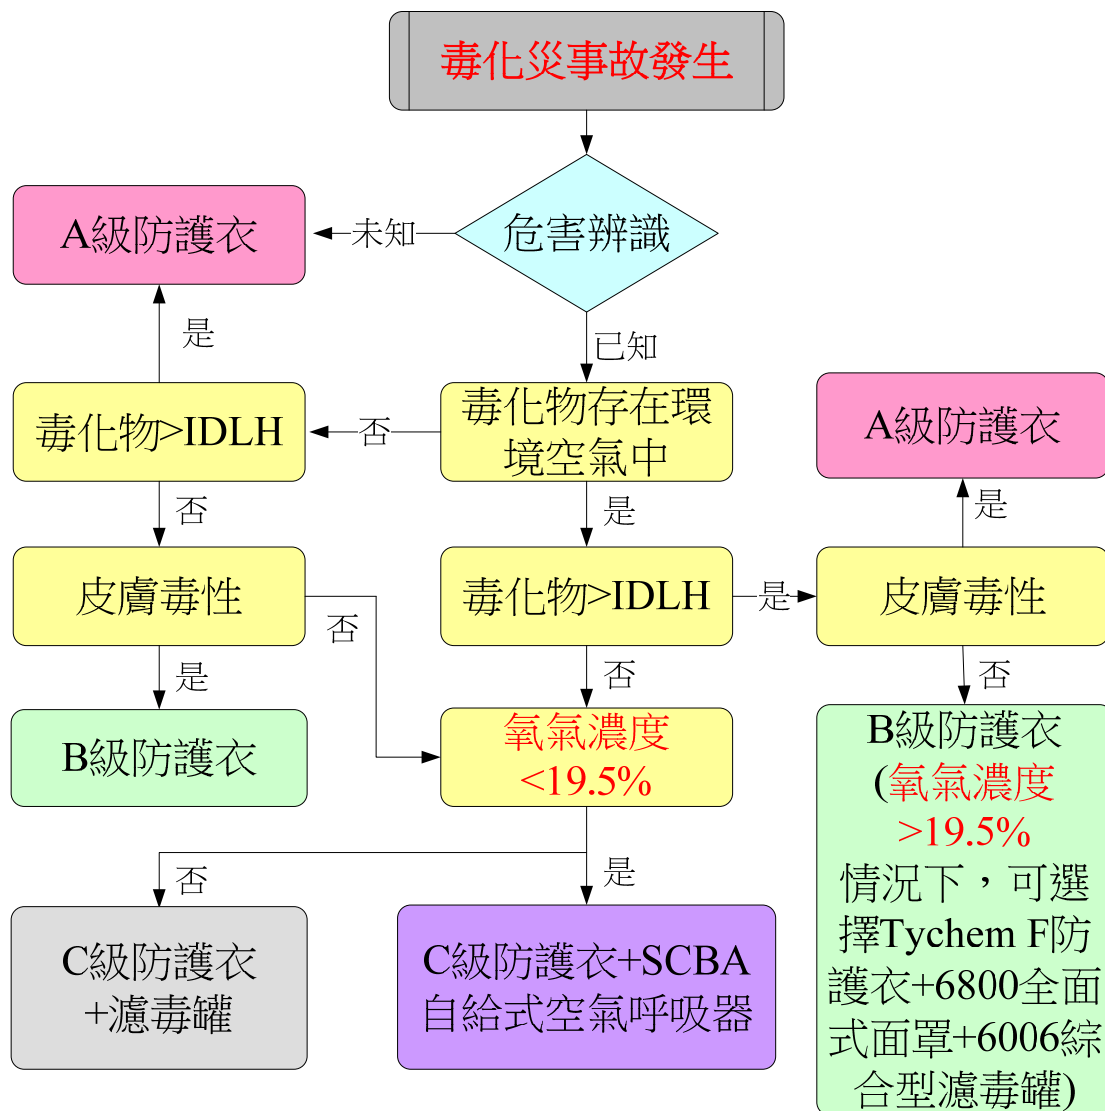 毒化災事故發生
危害辨識
未知
A級防護衣
已知
是
毒化物存在環
境空氣中
否
毒化物>IDLH
A級防護衣
是
否
是
皮膚毒性
毒化物>IDLH
是
皮膚毒性
否
是
否
否
B級防護衣
氧氣濃度
<19.5%
B級防護衣
(氧氣濃度
>19.5%
情況下，可選
擇Tychem F防
護衣+6800全面
式面罩+6006綜
合型濾毒罐)
否
是
C級防護衣
+濾毒罐
C級防護衣+SCBA
自給式空氣呼吸器